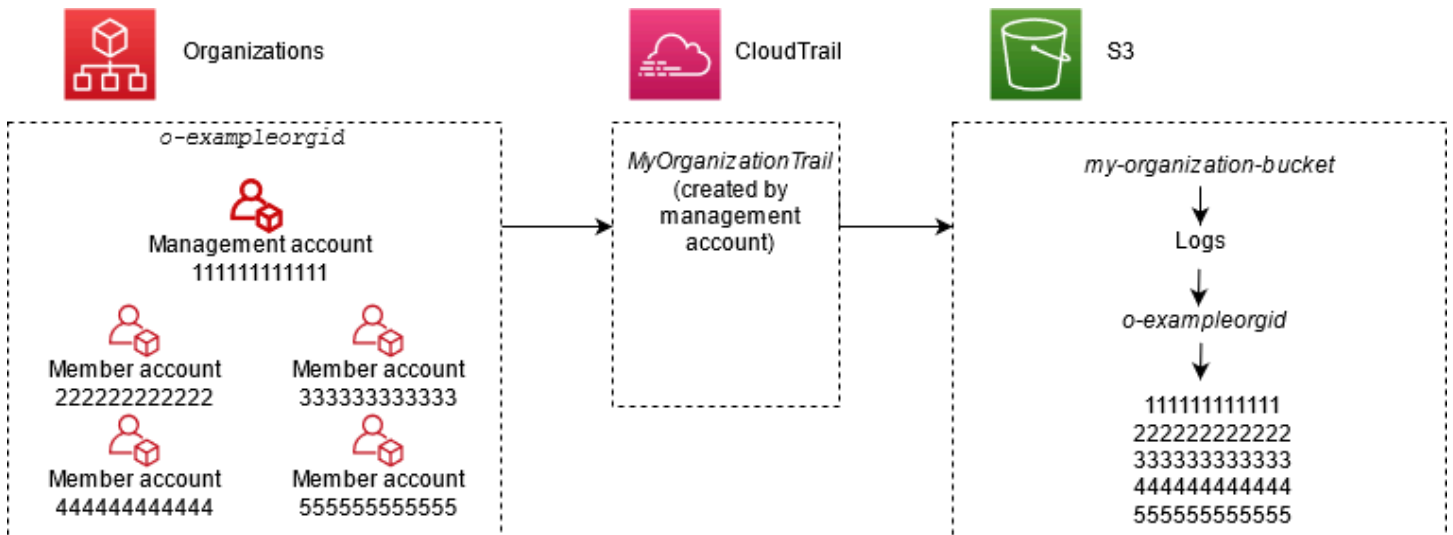 Organizations
CloudTrail
S3
o-exampleorgid
Management account
111111111111
Member account
222222222222
Member account
333333333333
Member account
444444444444
Member account
555555555555
MyOrganizationTrail
(created by
management
account)
my-organization-bucket
Logs
o-exampleorgid
111111111111
222222222222
333333333333
444444444444
555555555555